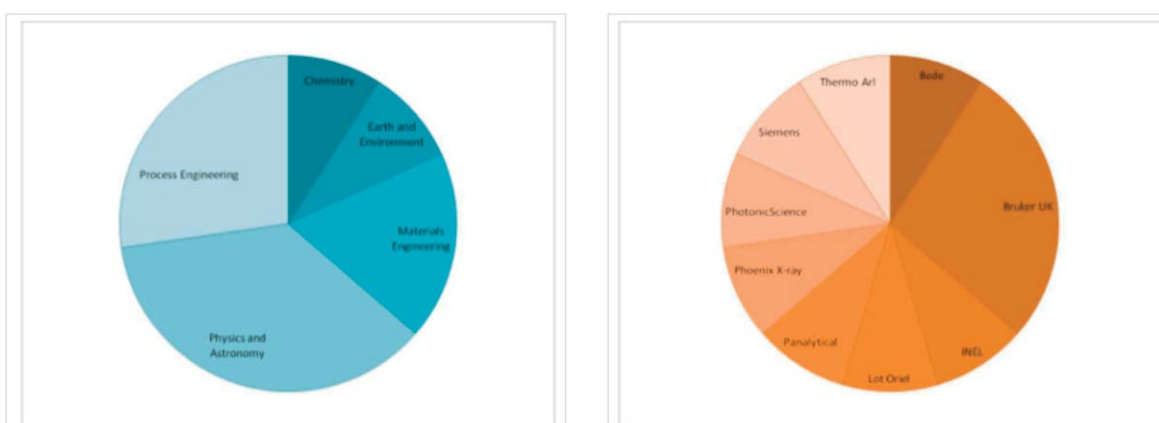 Chemistry
Earth and
Environment
Materials
Engineering
Physics and
Astronomy
Process Engineering
Bede
Bruker UK
INEL
Lot Oriel
Panalytical
Phoenix X-ray
PhotonicScience
Siemens
Thermo Arl